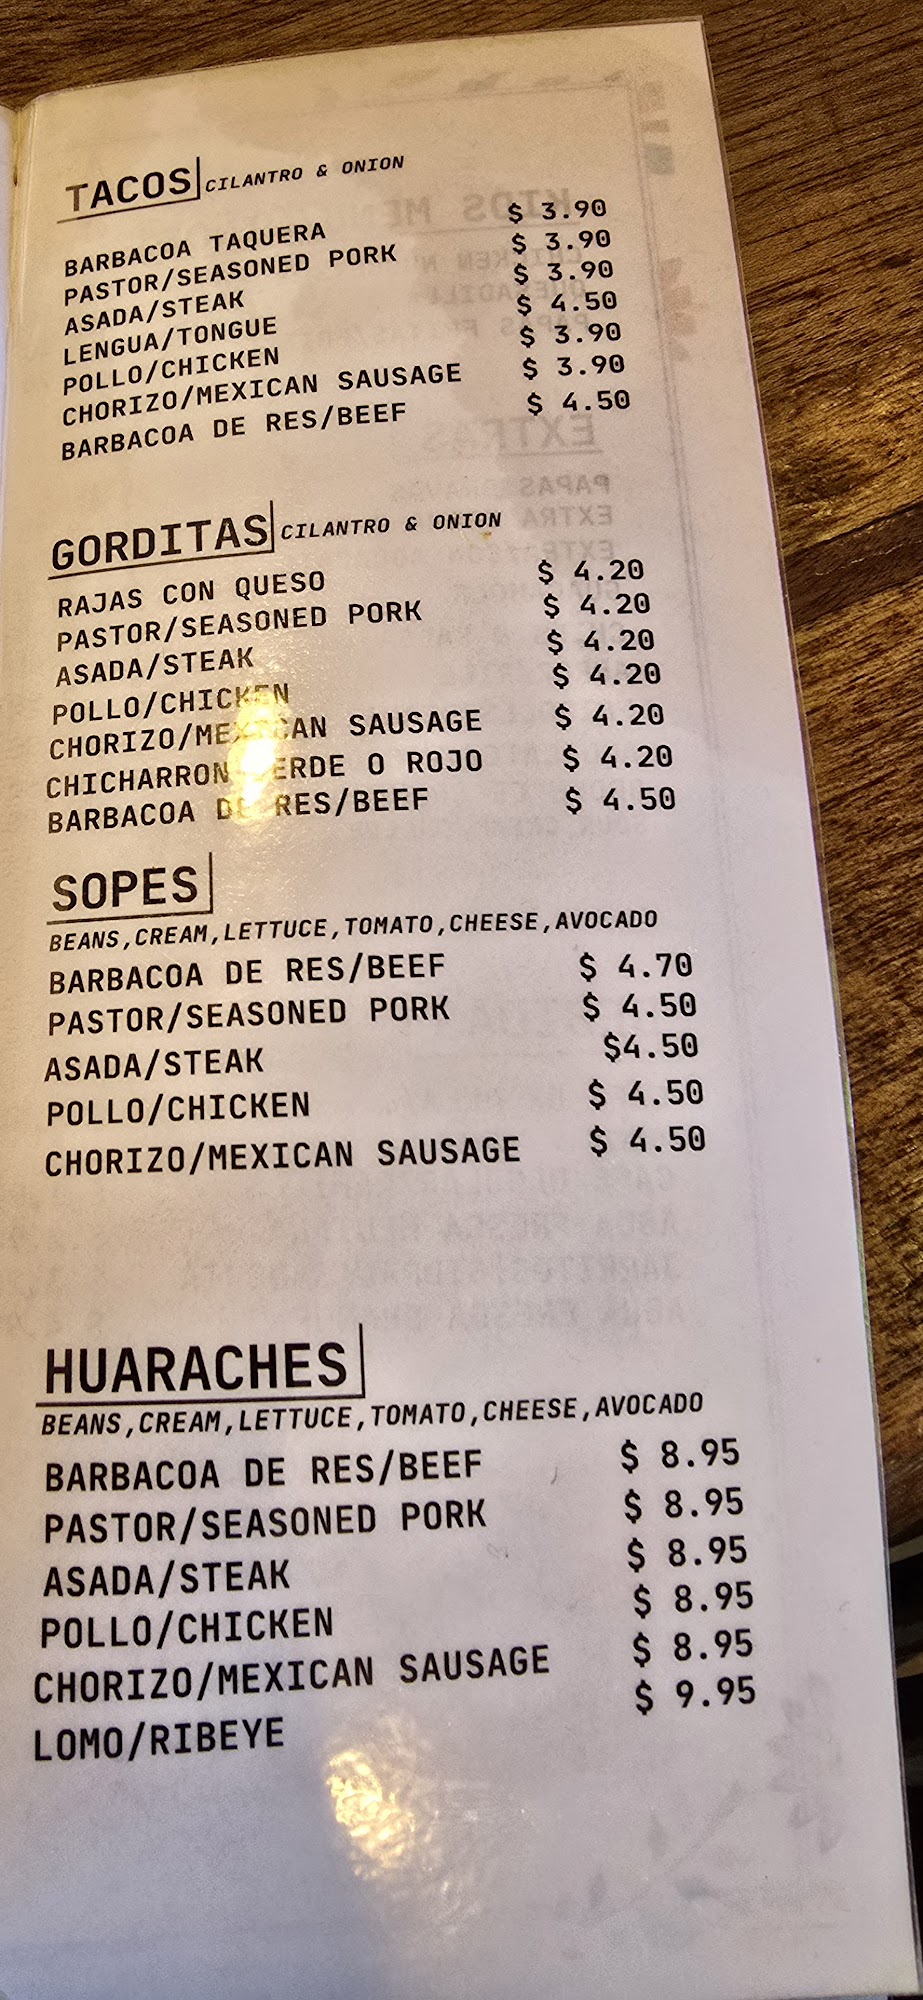 TACOS CILANTRO & ONION
BARBACOA TAQUERA $ 3.90
PASTOR/SEASONED PORK $ 3.90
ASADA/STEAK $ 3.90
LENGUA/TONGUE $ 4.50
POLLO/CHICKEN $ 3.90
CHORIZO/MEXICAN SAUSAGE $ 3.90
BARBACOA DE RES/BEEF $ 4.50
GORDITAS CILANTRO & ONION
RAJAS CON QUESO $ 4.20
PASTOR/SEASONED PORK $ 4.20
ASADA/STEAK $ 4.20
POLLO/CHICKEN $ 4.20
CHORIZO/MEXICAN SAUSAGE $ 4.20
CHICHARRON VERDE O ROJO $ 4.20
BARBACOA DE RES/BEEF $ 4.50
SOPES
BEANS,CREAM,LETTUCE,TOMATO,CHEESE,AVOCADO
BARBACOA DE RES/BEEF $ 4.70
PASTOR/SEASONED PORK $ 4.50
ASADA/STEAK $4.50
POLLO/CHICKEN $ 4.50
CHORIZO/MEXICAN SAUSAGE $ 4.50
HUARACHES
BEANS,CREAM,LETTUCE,TOMATO,CHEESE,AVOCADO
BARBACOA DE RES/BEEF $ 8.95
PASTOR/SEASONED PORK $ 8.95
ASADA/STEAK $ 8.95
POLLO/CHICKEN $ 8.95
CHORIZO/MEXICAN SAUSAGE $ 8.95
LOMO/RIBEYE $ 9.95